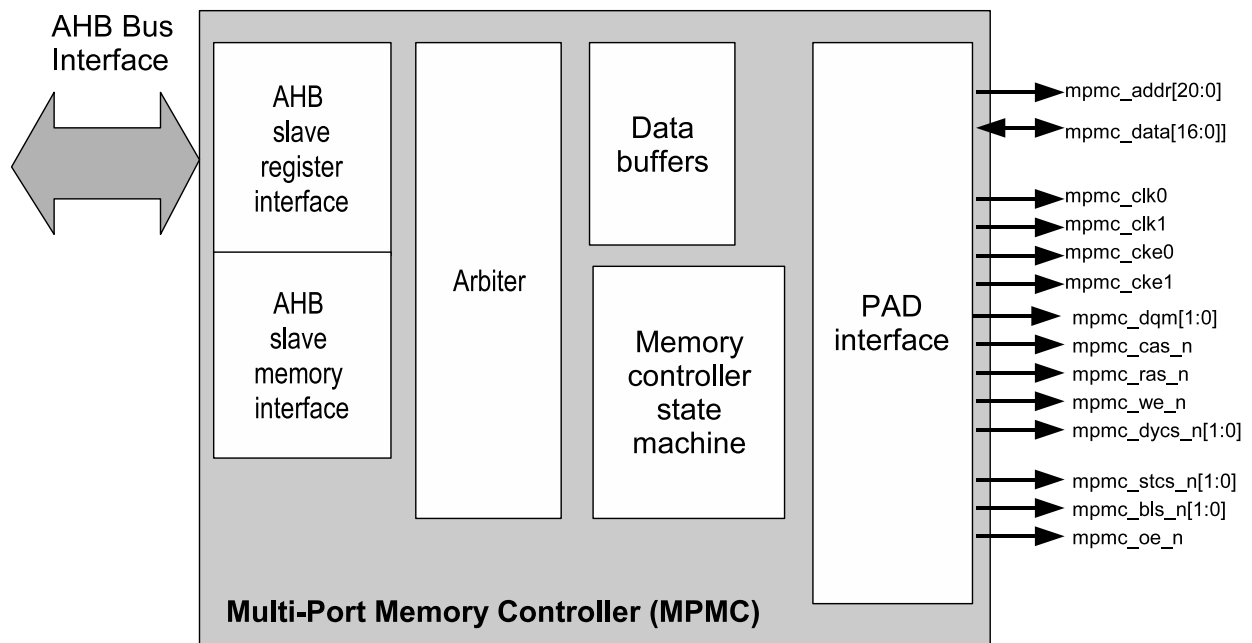 AHB Bus
Interface
AHB
slave
register
interface
AHB
slave
memory
interface
Arbiter
Data
buffers
Memory
controller
state
machine
PAD
interface
mpmc_addr[20:0]
mpmc_data[16:0]]
mpmc_clk0
mpmc_clk1
mpmc_cke0
mpmc_cke1
mpmc_dqm[1:0]
mpmc_cas_n
mpmc_ras_n
mpmc_we_n
mpmc_dycs_n[1:0]
mpmc_stcs_n[1:0]
mpmc_bls_n[1:0]
mpmc_oe_n
Multi-Port Memory Controller (MPMC)